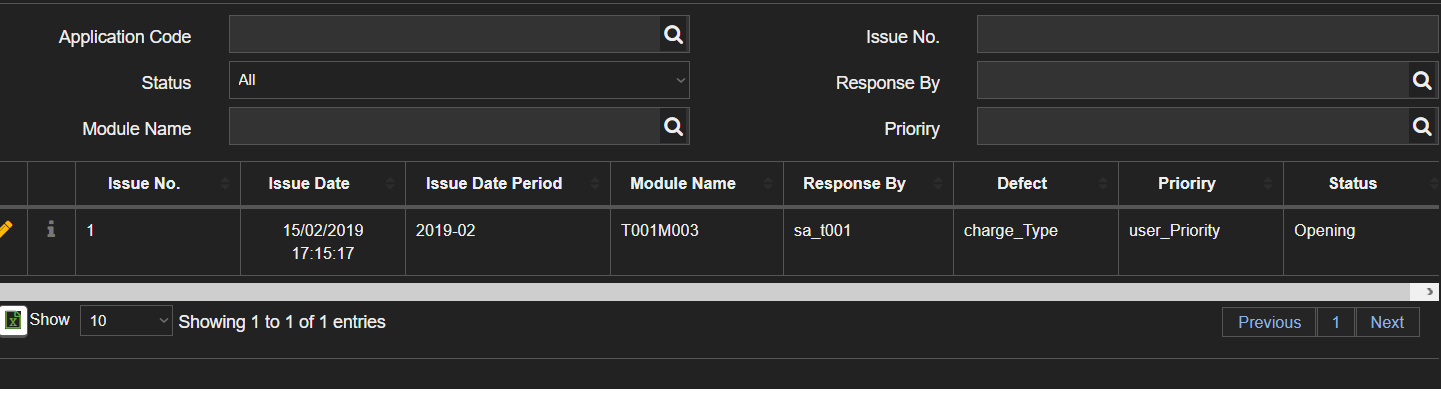 Application Code
Issue No.
Status
All
Response By
Module Name
Prioriry
Issue No. Issue Date Issue Date Period Module Name Response By Defect Prioriry Status
1 15/02/2019 2019-02 T001M003 sa_t001 charge_Type user_Priority Opening
17:15:17
Show 10 Showing 1 to 1 of 1 entries Previous 1 Next